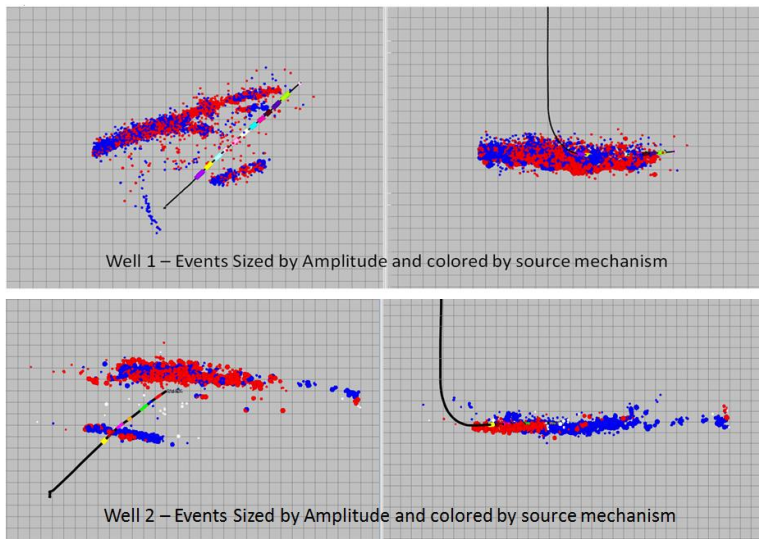 Well 1 – Events Sized by Amplitude and colored by source mechanism
Well 2 – Events Sized by Amplitude and colored by source mechanism